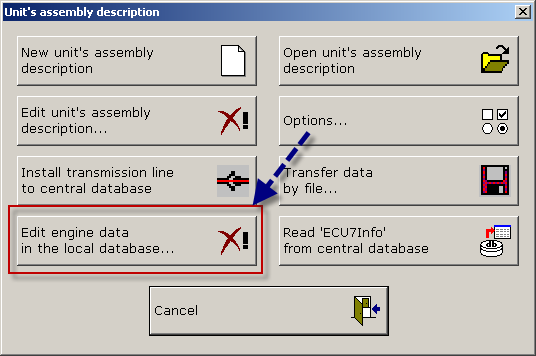 Unit's assembly description
New unit's assembly
description
Open unit's assembly
description
Edit unit's assembly
description...
Options...
Install transmission line
to central database
Transfer data
by file...
Edit engine data
in the local database...
Read 'ECU7Info'
from central database
Cancel